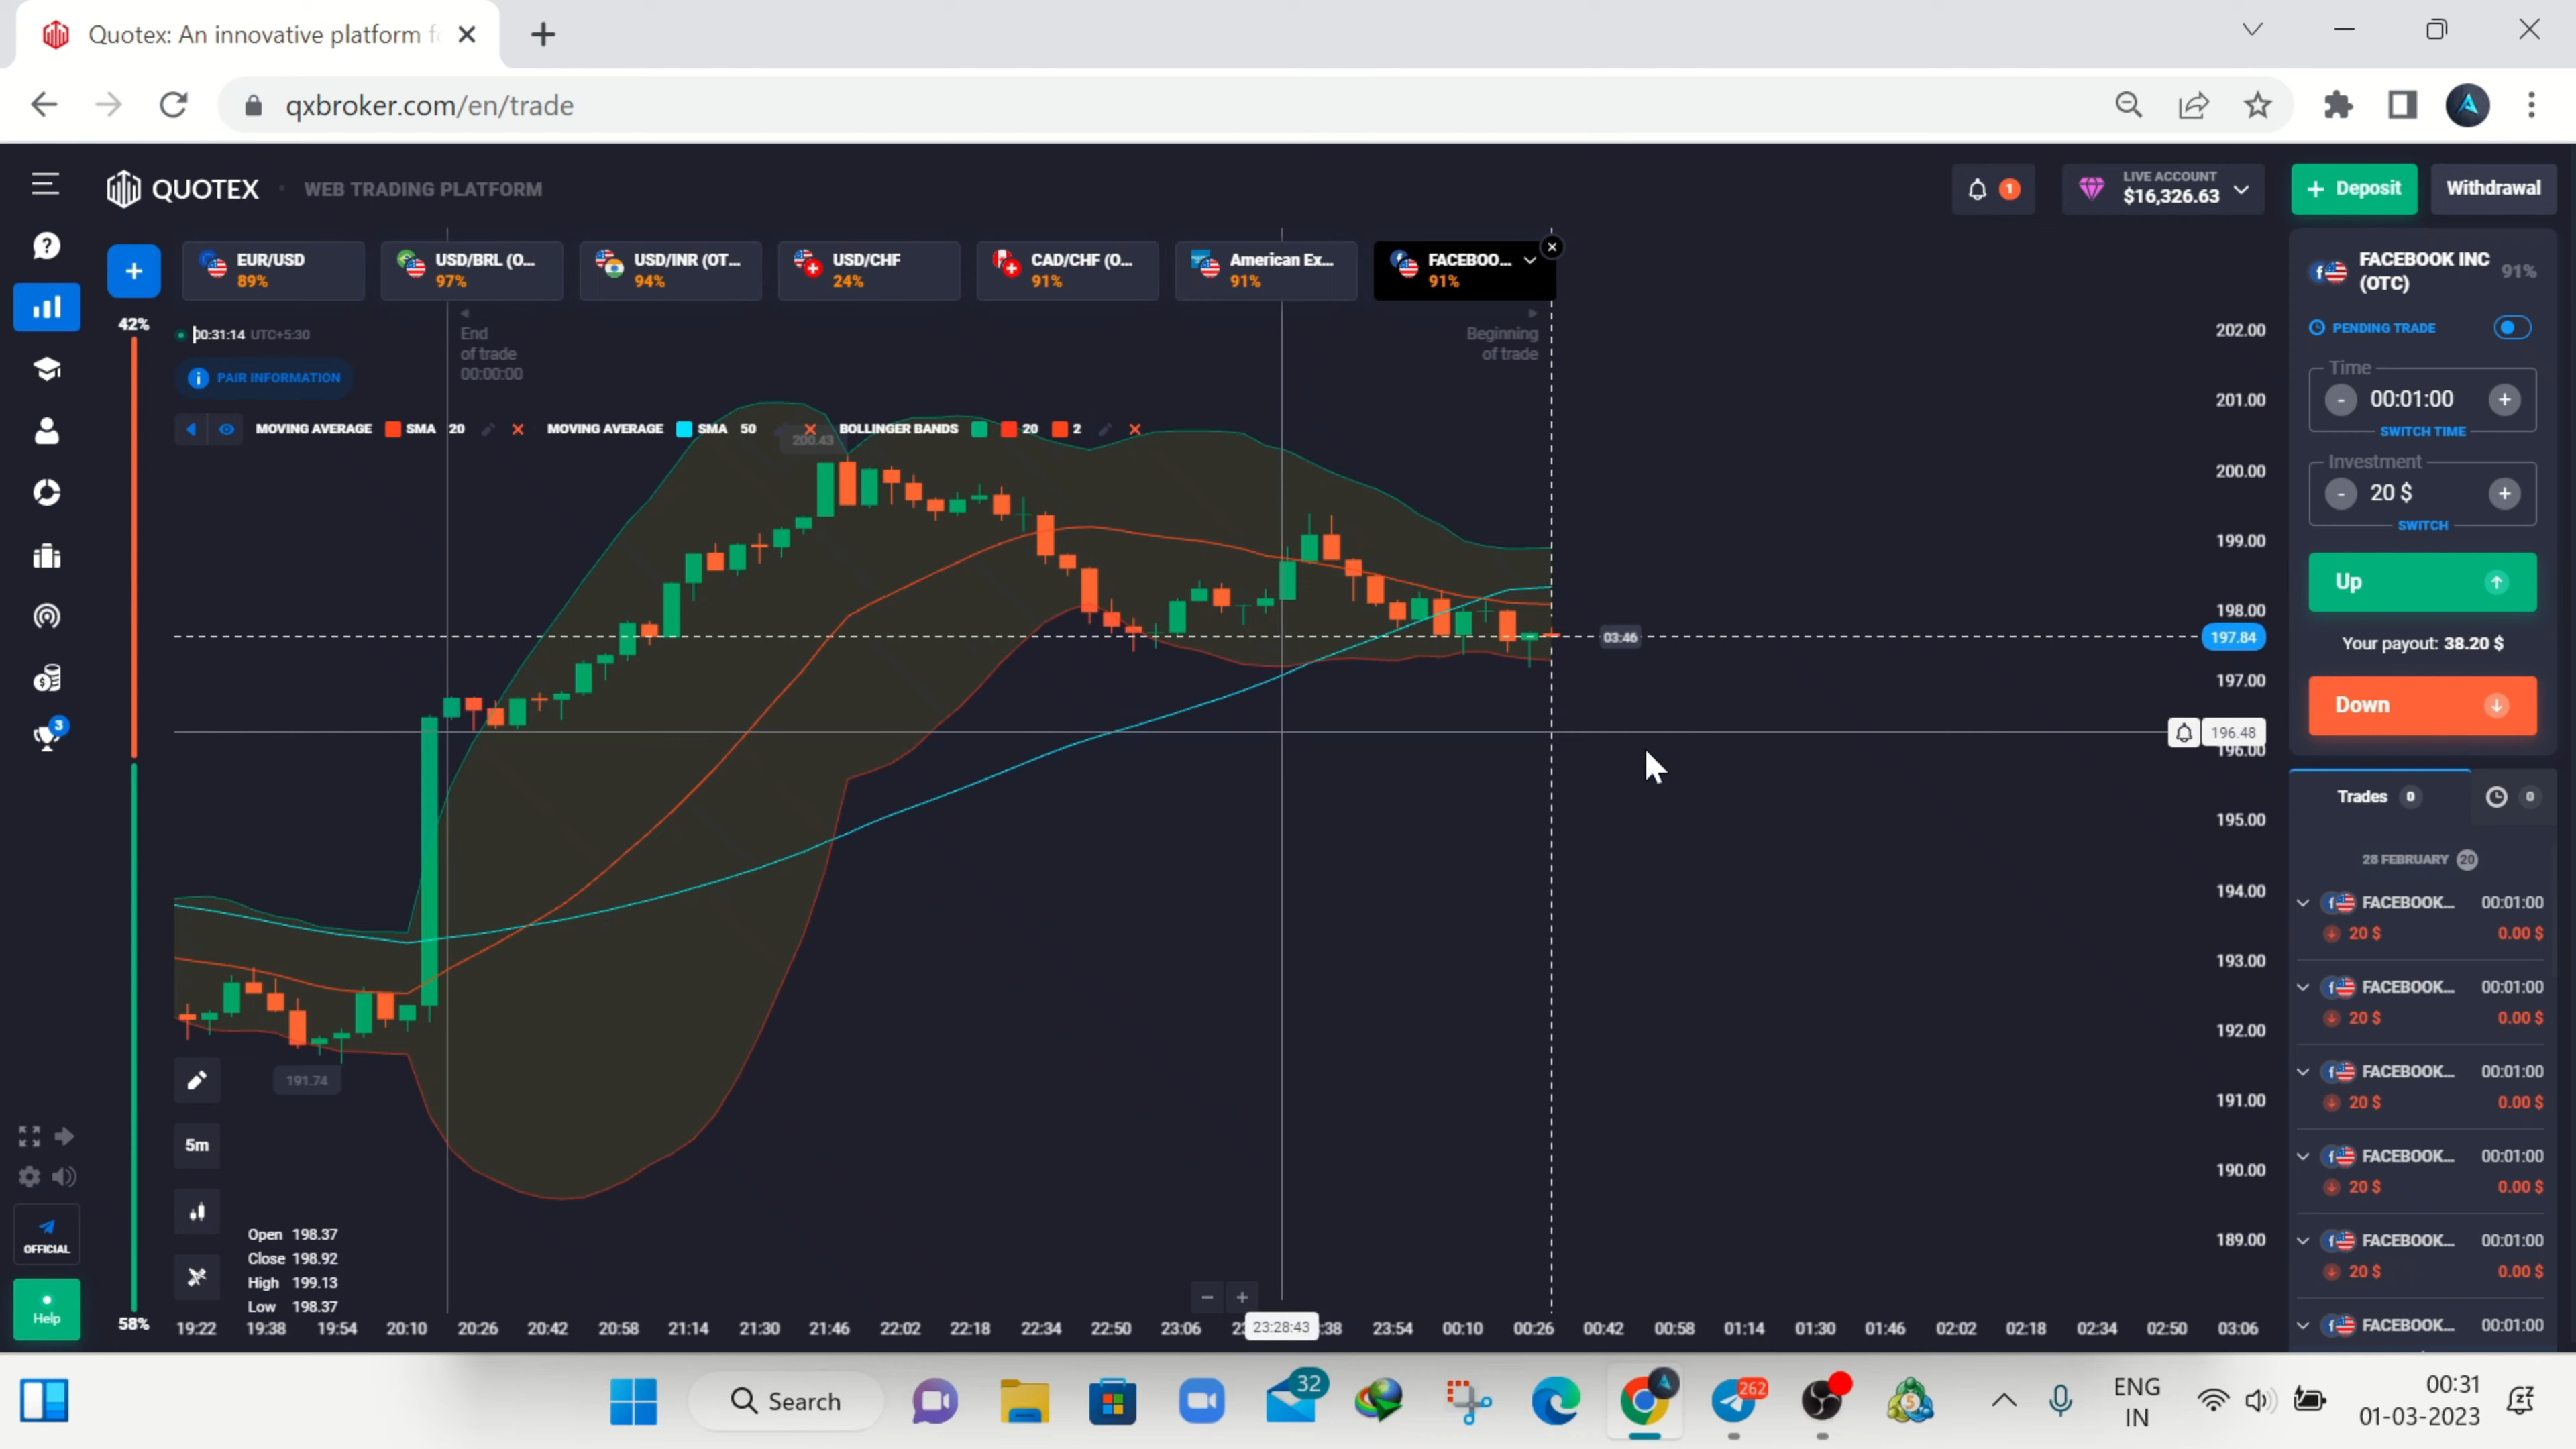 Quotex: An innovative platform f
qxbroker.com/en/trade
QUOTEX
WEB TRADING PLATFORM
1
LIVE ACCOUNT
$16,326.63
+ Deposit
Withdrawal
EUR/USD
89%
USD/BRL (O...
97%
USD/INR (OT...
94%
USD/CHF
24%
CAD/CHF (O...
91%
American Ex...
91%
FACEBOO...
91%
42%
00:31:14 UTC+5:30
PAIR INFORMATION
End
of trade
00:00:00
Beginning
of trade
MOVING AVERAGE SMA 20 MOVING AVERAGE SMA 50 BOLLINGER BANDS 20 2
200.43
202.00
201.00
200.00
199.00
198.00
03:46
197.84
197.00
196.48
196.00
195.00
194.00
193.00
192.00
191.00
190.00
189.00
191.74
5m
Open 198.37
Close 198.92
High 199.13
Low 198.37
3
OFFICIAL
Help
58%
19:22 19:38 19:54 20:10 20:26 20:42 20:58 21:14 21:30 21:46 22:02 22:18 22:34 22:50 23:06 23:28:43 :38 23:54 00:10 00:26 00:42 00:58 01:14 01:30 01:46 02:02 02:18 02:34 02:50 03:06
FACEBOOK INC
(OTC)
91%
PENDING TRADE
Time
- 00:01:00 +
SWITCH TIME
Investment
- 20 $ +
SWITCH
Up
Your payout: 38.20 $
Down
Trades 0
0
28 FEBRUARY 20
FACEBOOK... 00:01:00
20 $ 0.00 $
FACEBOOK... 00:01:00
20 $ 0.00 $
FACEBOOK... 00:01:00
20 $ 0.00 $
FACEBOOK... 00:01:00
20 $ 0.00 $
FACEBOOK... 00:01:00
20 $ 0.00 $
FACEBOOK... 00:01:00
Search
32
262
5
ENG
IN
00:31
01-03-2023